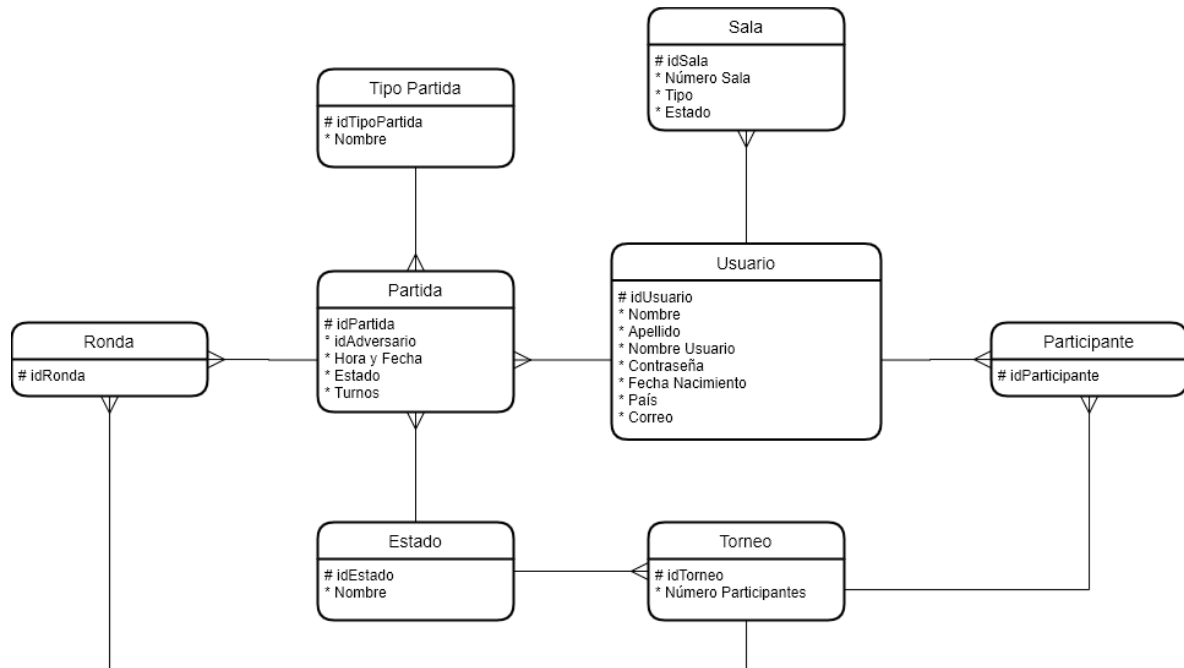 Sala
# idSala
* Número Sala
* Tipo
* Estado
Tipo Partida
# idTipoPartida
* Nombre
Usuario
# idUsuario
* Nombre
* Apellido
* Nombre Usuario
* Contraseña
* Fecha Nacimiento
* País
* Correo
Partida
# idPartida
* idAdversario
* Hora y Fecha
* Estado
* Turnos
Ronda
# idRonda
Participante
# idParticipante
Estado
# idEstado
* Nombre
Torneo
# idTorneo
* Número Participantes